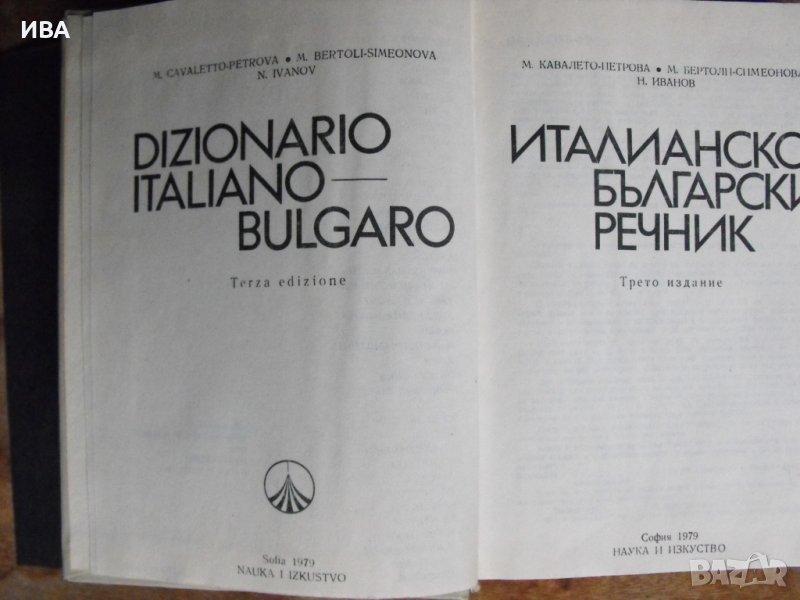 ИВА
M. CAVALETTO-PETROVA • M. BERTOLI-SIMEONOVA
N. IVANOV
DIZIONARIO
ITALIANO—
BULGARO
Terza edizione
Sofia 1979
NAUKA I IZKUSTVO
М. КАВАЛЕТО-ПЕТРОВА • М. БЕРТОЛИ-СИМЕОНОВА
Н. ИВАНОВ
ИТАЛИАНСКО
БЪЛГАРСКИ
РЕЧНИК
Трето издание
София 1979
НАУКА И ИЗКУСТВО
BAZAR